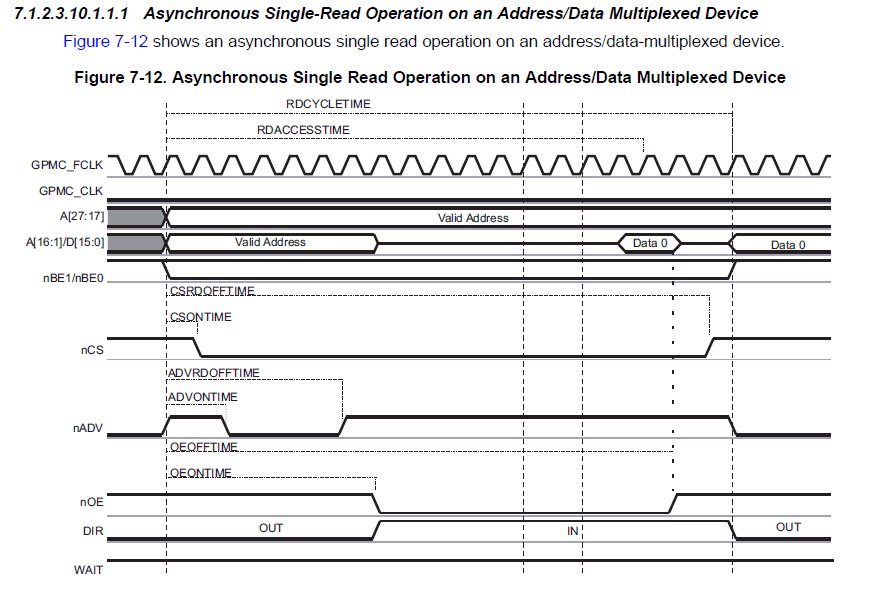 7.1.2.3.10.1.1.1 Asynchronous Single-Read Operation on an Address/Data Multiplexed Device
Figure 7-12 shows an asynchronous single read operation on an address/data-multiplexed device.
Figure 7-12. Asynchronous Single Read Operation on an Address/Data Multiplexed Device
RDCYCLETIME
RDACCESSTIME
GPMC_FCLK
GPMC_CLK
A[27:17] Valid Address
A[16:1]/D[15:0] Valid Address Data 0 Data 0
nBE1/nBE0
CSRDOFFTIME
CSONTIME
nCS
ADVRDOFFTIME
ADVONTIME
nADV
OEOFFTIME
OEONTIME
nOE
DIR OUT IN OUT
WAIT